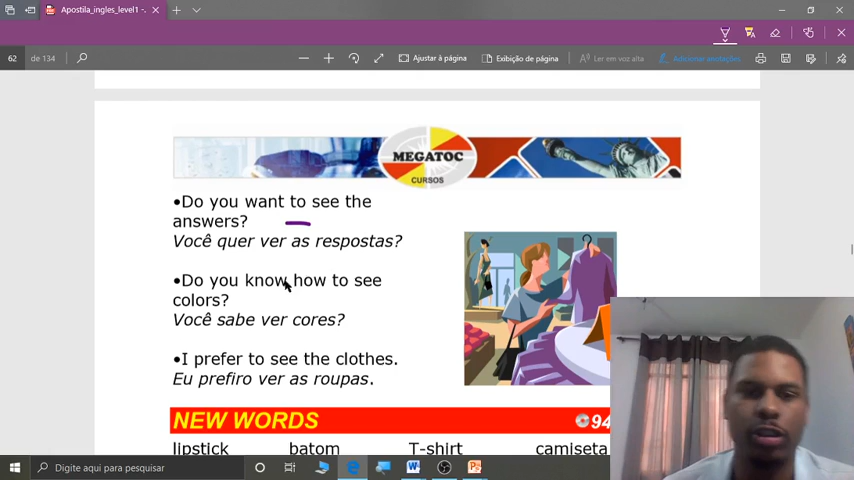 Apostila_ingles_level1 -.
62
de 134
Ajustar à página
Exibição de página
Ler em voz alta
Adicionar anotações
MEGATOC
CURSOS
•Do you want to see the
answers?
Você quer ver as respostas?
•Do you know how to see
colors?
Você sabe ver cores?
•I prefer to see the clothes.
Eu prefiro ver as roupas.
NEW WORDS
94
lipstick batom T-shirt camiseta
Digite aqui para pesquisar